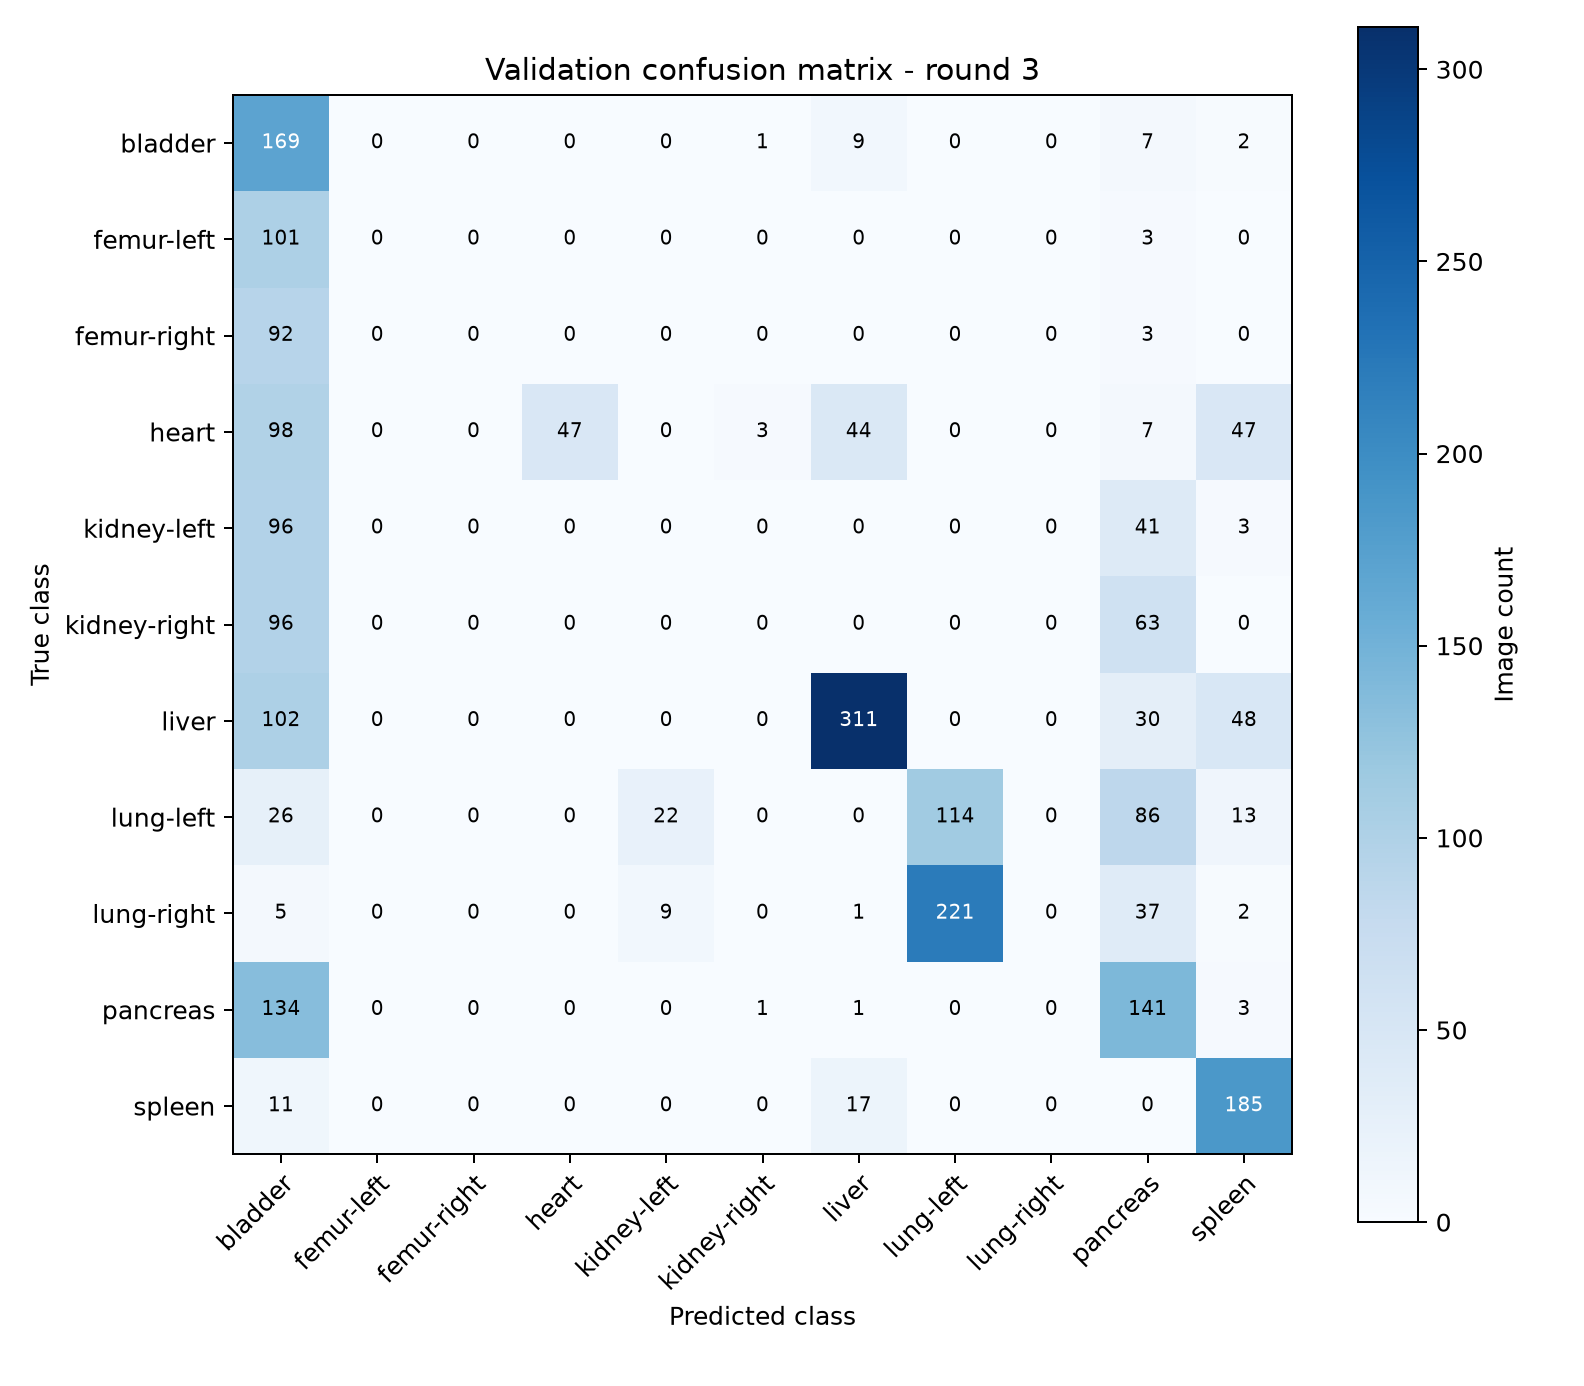 Validation confusion matrix - round 3
True class
bladder 169 0 0 0 0 1 9 0 0 7 2
femur-left 101 0 0 0 0 0 0 0 0 3 0
femur-right 92 0 0 0 0 0 0 0 0 3 0
heart 98 0 0 47 0 3 44 0 0 7 47
kidney-left 96 0 0 0 0 0 0 0 0 41 3
kidney-right 96 0 0 0 0 0 0 0 0 63 0
liver 102 0 0 0 0 0 311 0 0 30 48
lung-left 26 0 0 0 22 0 0 114 0 86 13
lung-right 5 0 0 0 9 0 1 221 0 37 2
pancreas 134 0 0 0 0 1 1 0 0 141 3
spleen 11 0 0 0 0 0 17 0 0 0 185
bladder femur-left femur-right heart kidney-left kidney-right liver lung-left lung-right pancreas spleen
Predicted class
300
250
200
150
100
50
0
Image count